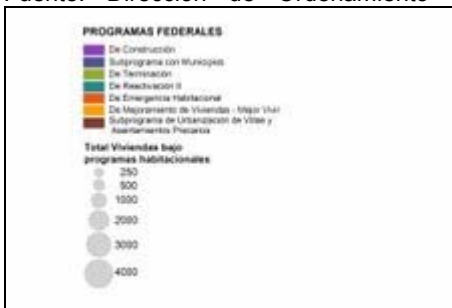 Fuente: Dirección de Ordenamiento
PROGRAMAS FEDERALES
De Construcción
Subprograma con Municipios
De Terminación
De Reactivación II
De Emergencia Habitacional
De Mejoramiento de Viviendas - Mejor Vivir
Subprograma de Urbanización de Villas y
Asentamientos Precarios
Total Viviendas bajo
programas habitacionales
250
500
1000
2000
3000
4000